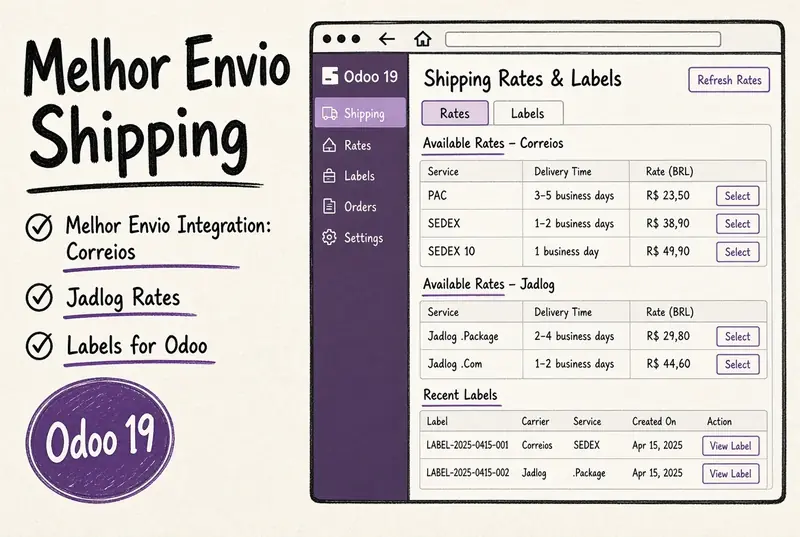 Melhor Envio
Shipping
Melhor Envio Integration:
Correios
Jadlog Rates
Labels for Odoo
Odoo 19
Odoo 19
Shipping
Rates
Labels
Orders
Settings
Shipping Rates & Labels
Refresh Rates
Rates Labels
Available Rates – Correios
Service Delivery Time Rate (BRL)
PAC 3–5 business days R$ 23,50 Select
SEDEX 1–2 business days R$ 38,90 Select
SEDEX 10 1 business day R$ 49,90 Select
Available Rates – Jadlog
Service Delivery Time Rate (BRL)
Jadlog .Package 2–4 business days R$ 29,80 Select
Jadlog .Com 1–2 business days R$ 44,60 Select
Recent Labels
Label Carrier Service Created On Action
LABEL-2025-0415-001 Correios SEDEX Apr 15, 2025 View Label
LABEL-2025-0415-002 Jadlog .Package Apr 15, 2025 View Label